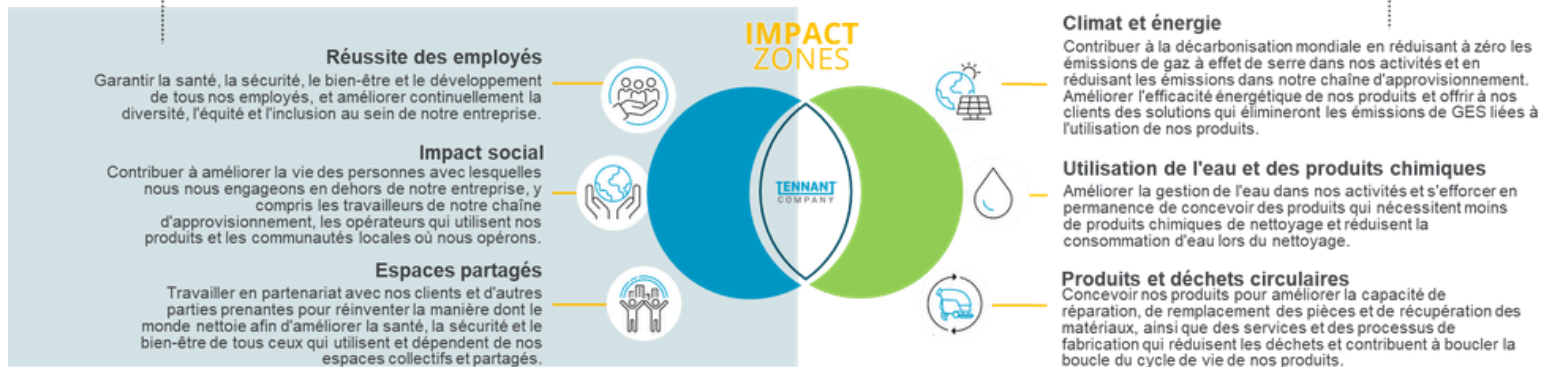 IMPACT
ZONES
Réussite des employés
Garantir la santé, la sécurité, le bien-être et le développement
de tous nos employés, et améliorer continuellement la
diversité, l'équité et l'inclusion au sein de notre entreprise.
Impact social
Contribuer à améliorer la vie des personnes avec lesquelles
nous nous engageons en dehors de notre entreprise, y
compris les travailleurs de notre chaîne
d'approvisionnement, les opérateurs qui utilisent nos
produits et les communautés locales où nous opérons.
Espaces partagés
Travailler en partenariat avec nos clients et d'autres
parties prenantes pour réinventer la manière dont le
monde nettoie afin d'améliorer la santé, la sécurité et le
bien-être de tous ceux qui utilisent et dépendent de nos
espaces collectifs et partagés.
TENNANT
COMPANY
Climat et énergie
Contribuer à la décarbonisation mondiale en réduisant à zéro les
émissions de gaz à effet de serre dans nos activités et en
réduisant les émissions dans notre chaîne d'approvisionnement.
Améliorer l'efficacité énergétique de nos produits et offrir à nos
clients des solutions qui élimineront les émissions de GES liées à
l'utilisation de nos produits.
Utilisation de l'eau et des produits chimiques
Améliorer la gestion de l'eau dans nos activités et s'efforcer en
permanence de concevoir des produits qui nécessitent moins
de produits chimiques de nettoyage et réduisent la
consommation d'eau lors du nettoyage.
Produits et déchets circulaires
Concevoir nos produits pour améliorer la capacité de
réparation, de remplacement des pièces et de récupération des
matériaux, ainsi que des services et des processus de
fabrication qui réduisent les déchets et contribuent à boucler la
boucle du cycle de vie de nos produits.